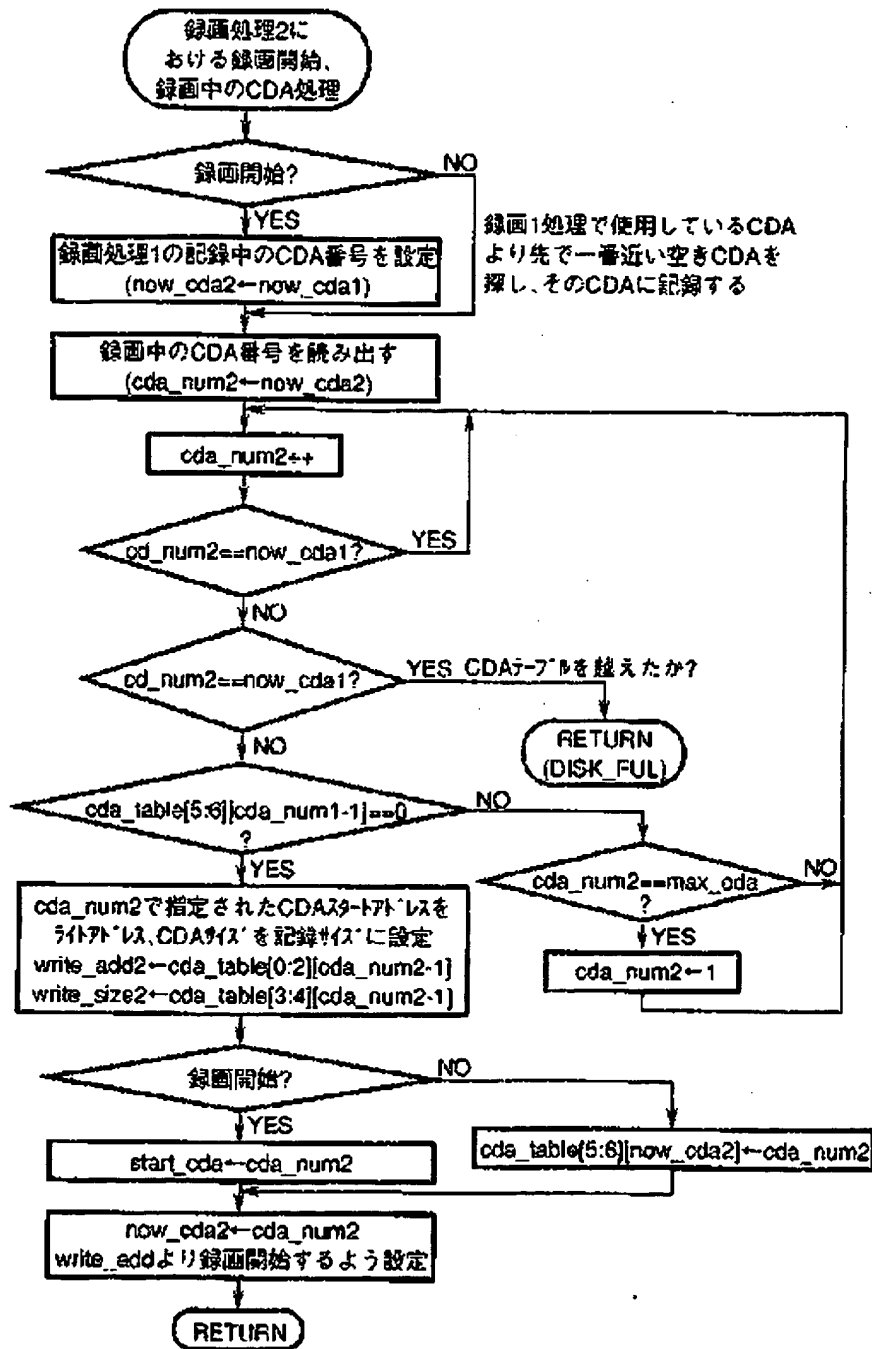 録画処理2に
おける録画開始、
録画中のCDA処理
録画開始?
NO
YES
録画1処理で使用しているCDA
より先で一番近い空きCDAを
探し、そのCDAに記録する
録画処理1の記録中のCDA番号を設定
(now_cda2←now_cda1)
録画中のCDA番号を読み出す
(cda_num2←now_cda2)
cda_num2++
cd_num2==now_cda1?
YES
NO
cd_num2==now_cda1?
YES CDAテーブルを越えたか?
NO
RETURN
(DISK_FUL)
cda_table[5:6][cda_num1-1]==0
?
NO
YES
cda_num2==max_cda
?
NO
YES
cda_num2←1
cda_num2で指定されたCDAスタートアドレスを
ライトアドレス、CDAサイズを記録サイズに設定
write_add2←cda_table[0:2][cda_num2-1]
write_size2←cda_table[3:4][cda_num2-1]
録画開始?
NO
YES
start_cda←cda_num2
cda_table[5:6][now_cda2]←cda_num2
now_cda2←cda_num2
write_addより録画開始するよう設定
RETURN